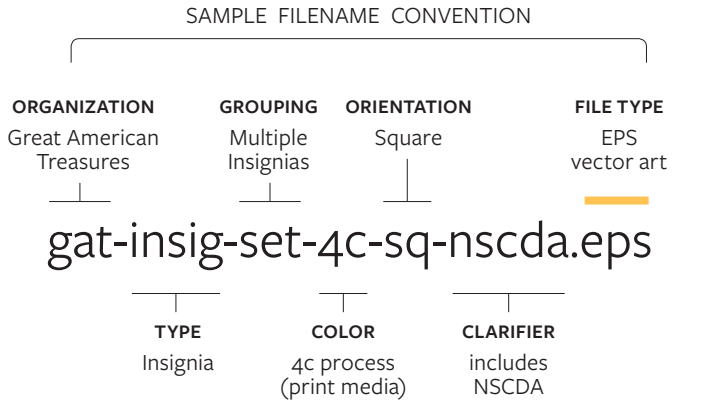 SAMPLE FILENAME CONVENTION
ORGANIZATION
Great American
Treasures
GROUPING
Multiple
Insignias
ORIENTATION
Square
FILE TYPE
EPS
vector art
gat-insig-set-4c-sq-nscda.eps
TYPE
Insignia
COLOR
4c process
(print media)
CLARIFIER
includes
NSCDA